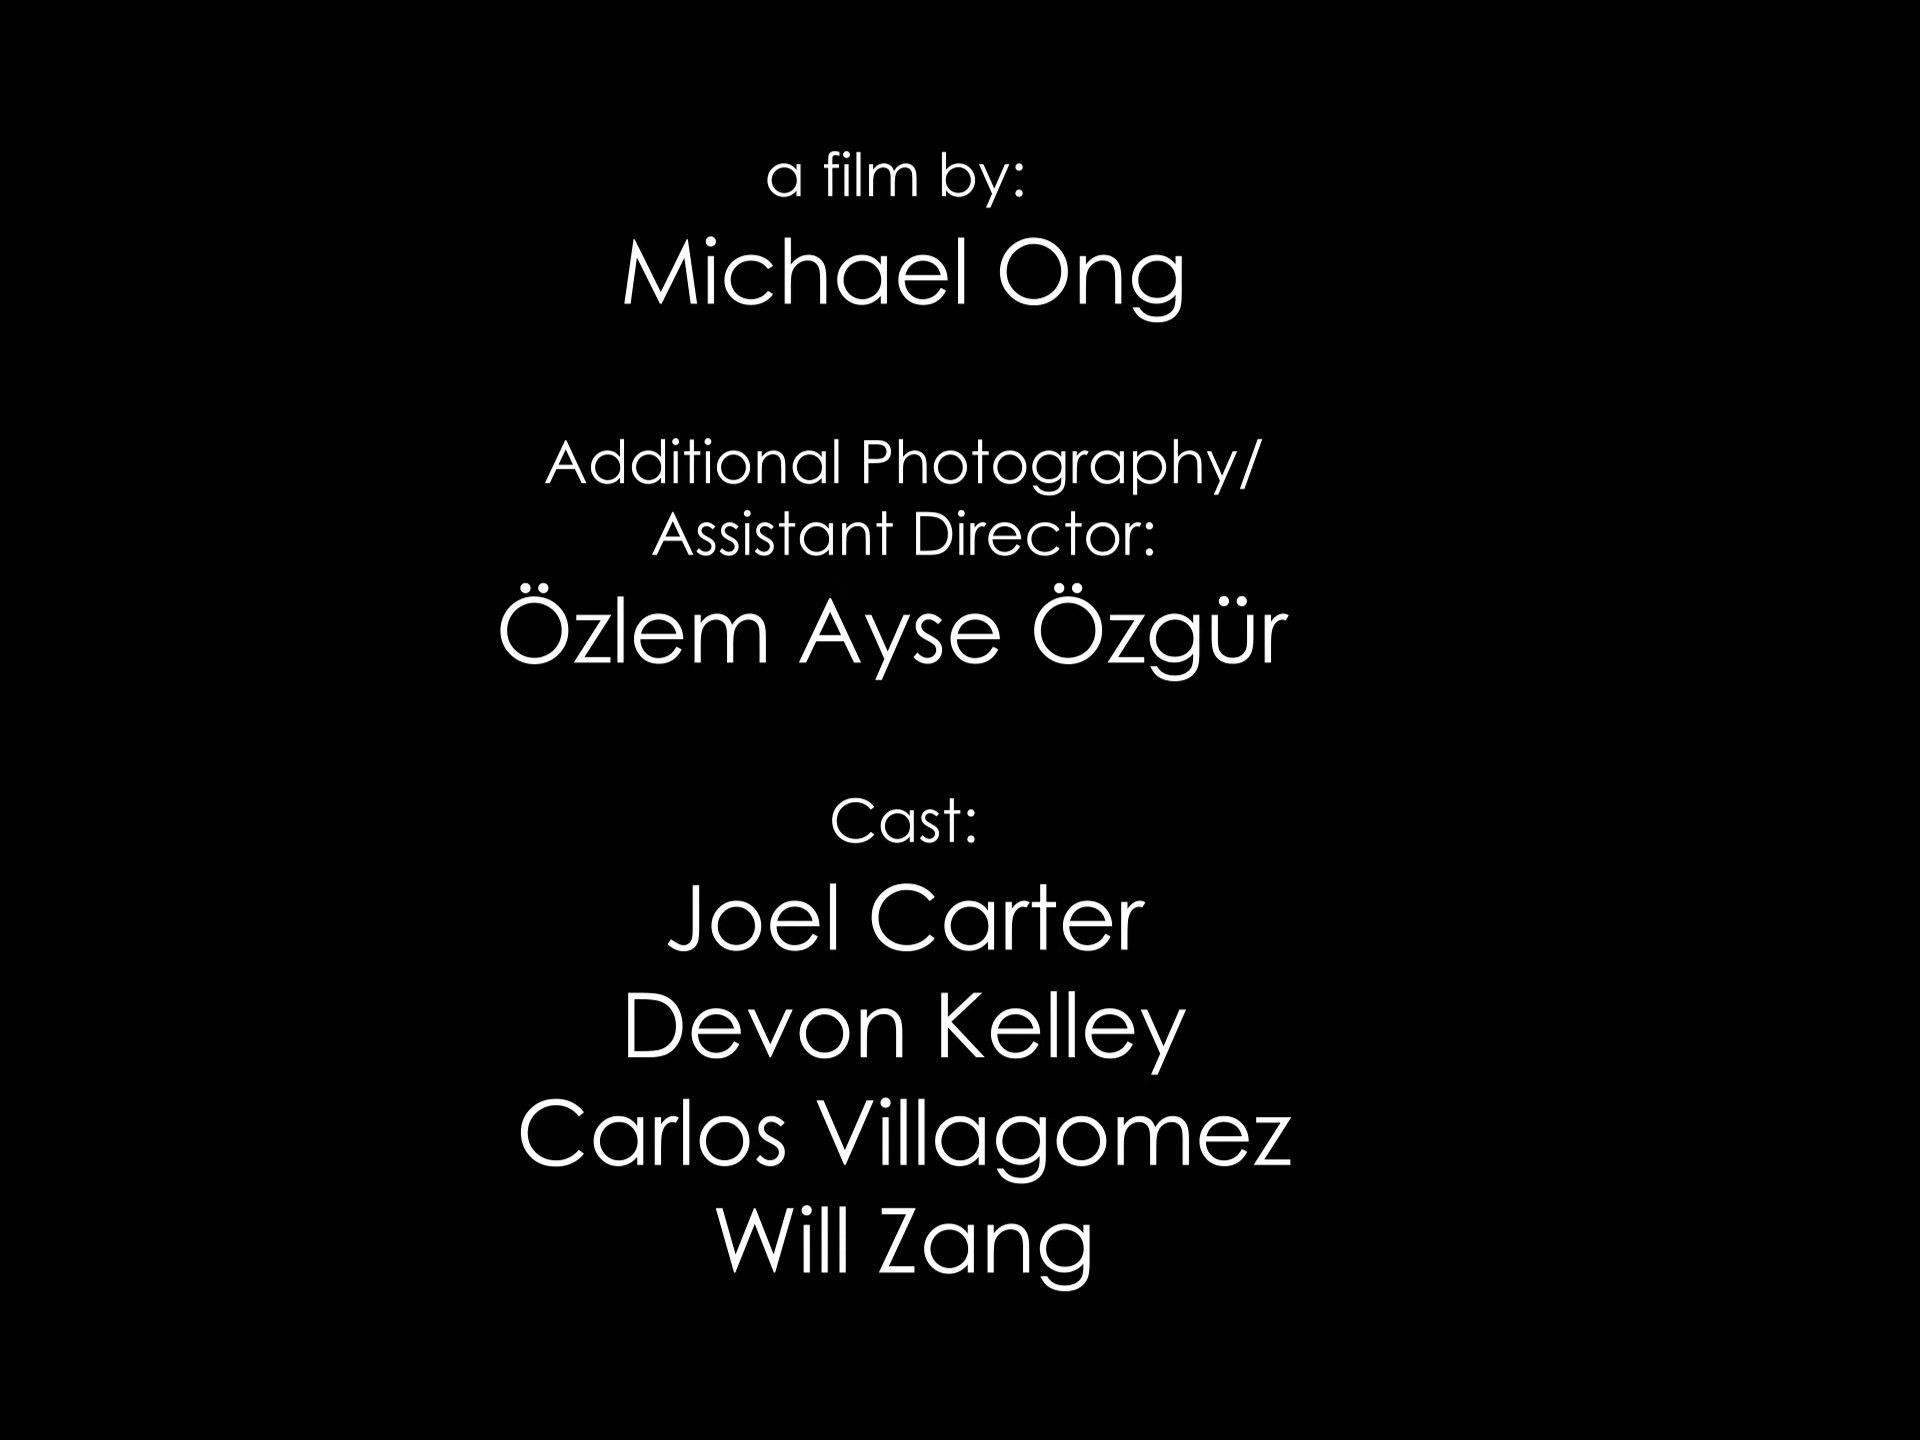 a film by:
Michael Ong
Additional Photography/
Assistant Director:
Özlem Ayse Özgür
Cast:
Joel Carter
Devon Kelley
Carlos Villagomez
Will Zang